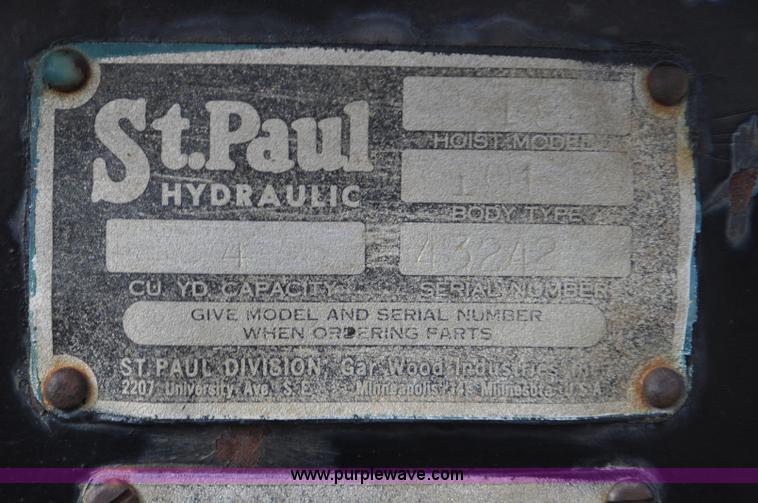 St.Paul
HYDRAULIC
HOIST MODEL
101
BODY TYPE
4
CU. YD. CAPACITY
43242
SERIAL NUMBER
GIVE MODEL AND SERIAL NUMBER
WHEN ORDERING PARTS
ST. PAUL DIVISION, Gar Wood Industries, Inc.
2207 University Ave. S.E. Minneapolis 14, Minnesota U.S.A.
www.purplewave.com